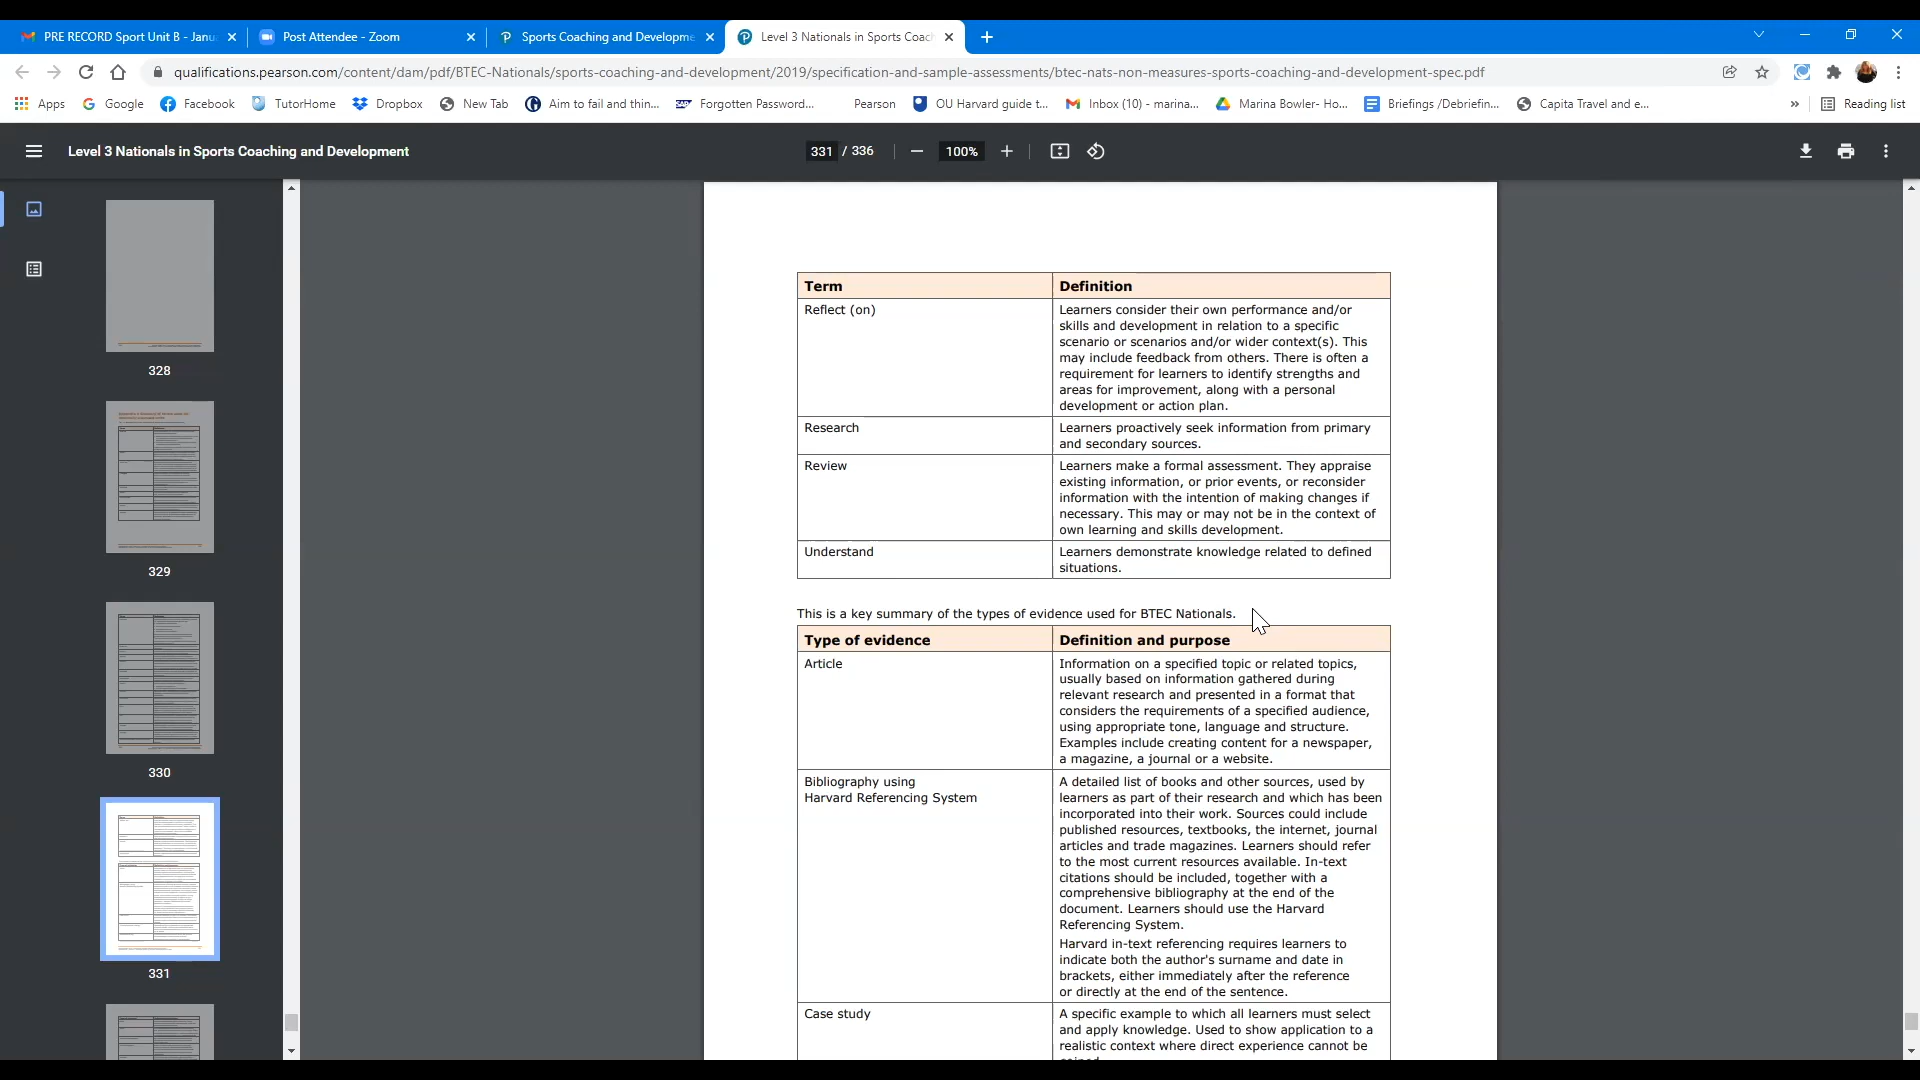 PRE RECORD Sport Unit B - Janu
Post Attendee - Zoom
Sports Coaching and Developme
Level 3 Nationals in Sports Coac
qualifications.pearson.com/content/dam/pdf/BTEC-Nationals/sports-coaching-and-development/2019/specification-and-sample-assessments/btec-nats-non-measures-sports-coaching-and-development-spec.pdf
Apps
Google
Facebook
TutorHome
Dropbox
New Tab
Aim to fail and thin...
Forgotten Password...
Pearson
OU Harvard guide t...
Inbox (10) - marina...
Marina Bowler- Ho...
Briefings /Debriefin...
Capita Travel and e...
»
Reading list
Level 3 Nationals in Sports Coaching and Development
331 / 336
100%
328
329
330
331
Term
Definition
Reflect (on)
Learners consider their own performance and/or
skills and development in relation to a specific
scenario or scenarios and/or wider context(s). This
may include feedback from others. There is often a
requirement for learners to identify strengths and
areas for improvement, along with a personal
development or action plan.
Research
Learners proactively seek information from primary
and secondary sources.
Review
Learners make a formal assessment. They appraise
existing information, or prior events, or reconsider
information with the intention of making changes if
necessary. This may or may not be in the context of
own learning and skills development.
Understand
Learners demonstrate knowledge related to defined
situations.
This is a key summary of the types of evidence used for BTEC Nationals.
Type of evidence
Definition and purpose
Article
Information on a specified topic or related topics,
usually based on information gathered during
relevant research and presented in a format that
considers the requirements of a specified audience,
using appropriate tone, language and structure.
Examples include creating content for a newspaper,
a magazine, a journal or a website.
Bibliography using
Harvard Referencing System
A detailed list of books and other sources, used by
learners as part of their research and which has been
incorporated into their work. Sources could include
published resources, textbooks, the internet, journal
articles and trade magazines. Learners should refer
to the most current resources available. In-text
citations should be included, together with a
comprehensive bibliography at the end of the
document. Learners should use the Harvard
Referencing System.
Harvard in-text referencing requires learners to
indicate both the author's surname and date in
brackets, either immediately after the reference
or directly at the end of the sentence.
Case study
A specific example to which all learners must select
and apply knowledge. Used to show application to a
realistic context where direct experience cannot be